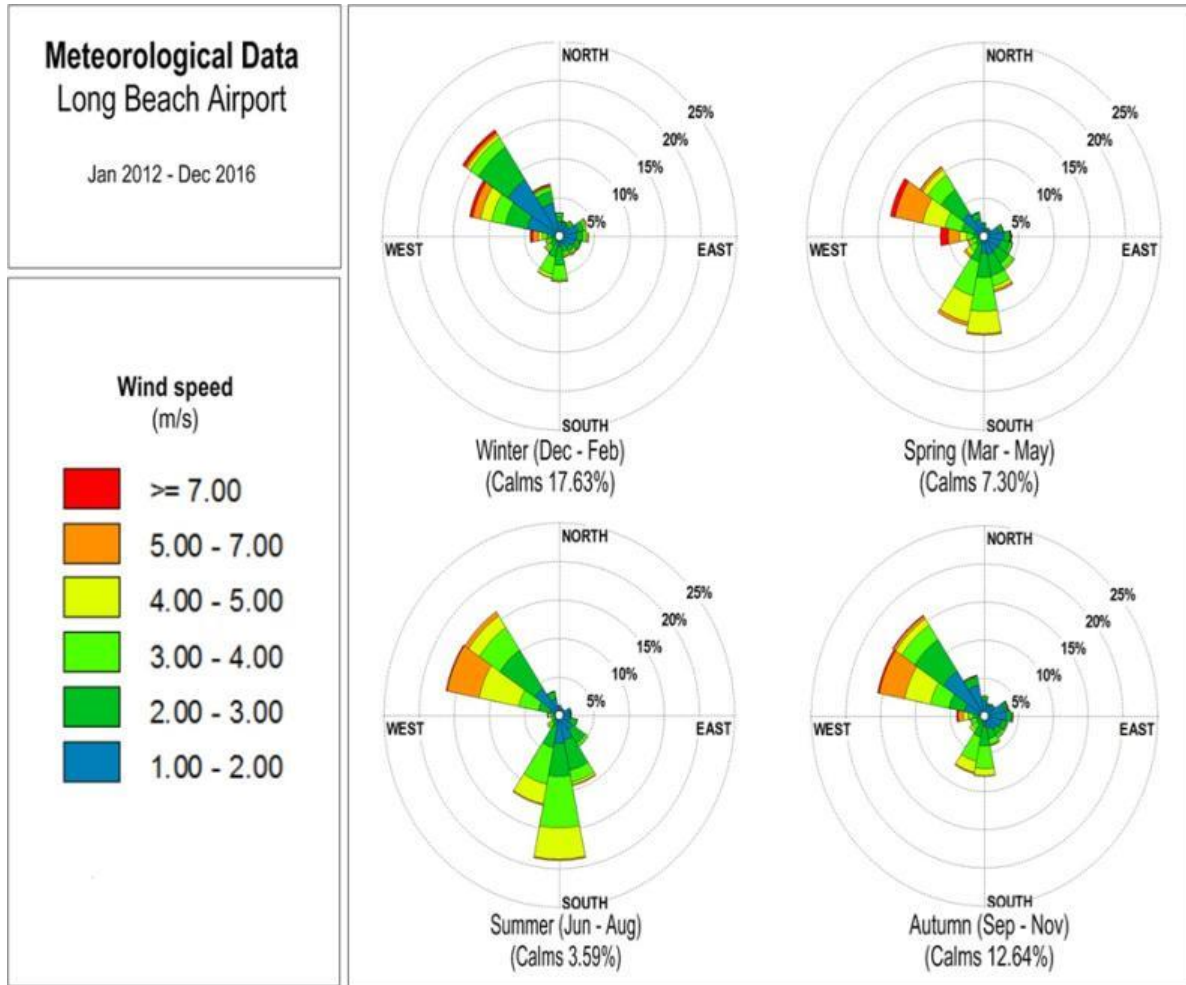 Meteorological Data
Long Beach Airport
Jan 2012 - Dec 2016
Wind speed
(m/s)
>= 7.00
5.00 - 7.00
4.00 - 5.00
3.00 - 4.00
2.00 - 3.00
1.00 - 2.00
NORTH
25%
20%
15%
10%
5%
WEST
EAST
SOUTH
Winter (Dec - Feb)
(Calms 17.63%)
NORTH
25%
20%
15%
10%
5%
WEST
EAST
SOUTH
Spring (Mar - May)
(Calms 7.30%)
NORTH
25%
20%
15%
10%
5%
WEST
EAST
SOUTH
Summer (Jun - Aug)
(Calms 3.59%)
NORTH
25%
20%
15%
10%
5%
WEST
EAST
SOUTH
Autumn (Sep - Nov)
(Calms 12.64%)